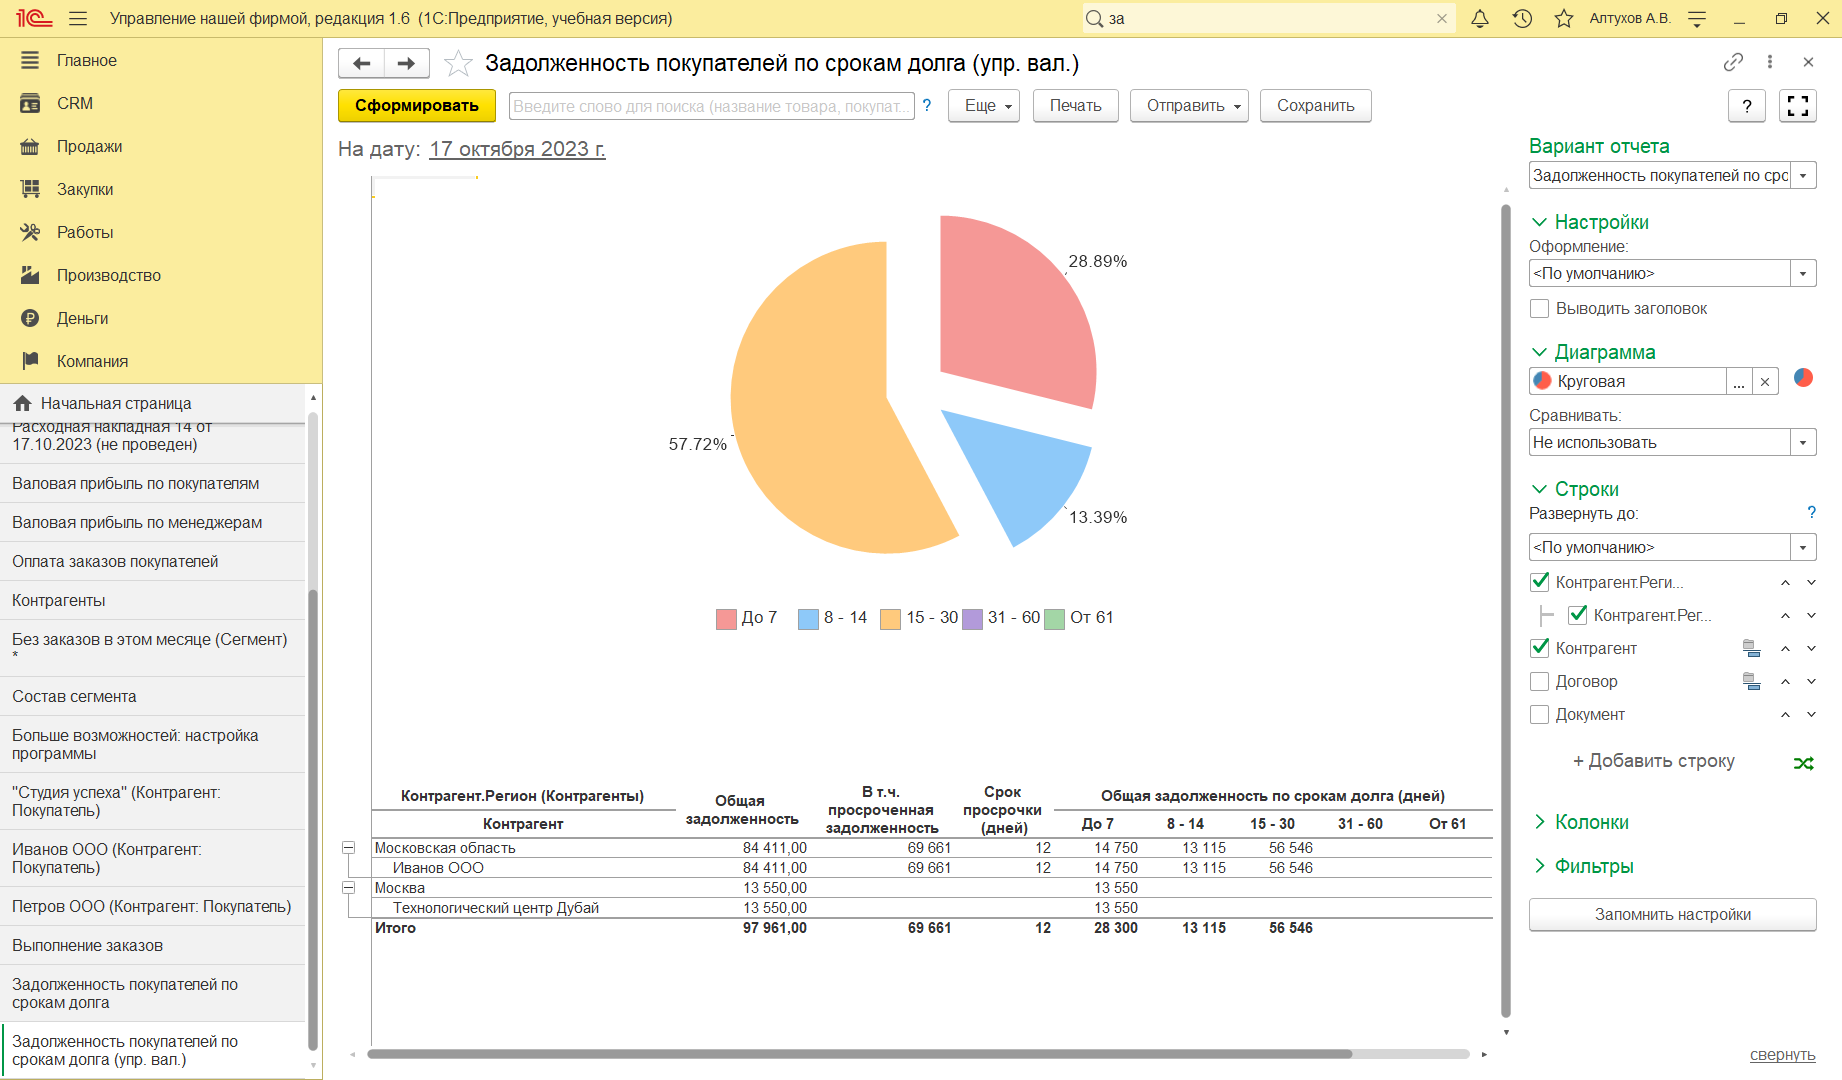 1С Управление нашей фирмой, редакция 1.6 (1С:Предприятие, учебная версия)
за
Алтухов А.В.
Главное
CRM
Продажи
Закупки
Работы
Производство
Деньги
Компания
Начальная страница
Расходная накладная 14 от
17.10.2023 (не проведен)
Валовая прибыль по покупателям
Валовая прибыль по менеджерам
Оплата заказов покупателей
Контрагенты
Без заказов в этом месяце (Сегмент)
*
Состав сегмента
Больше возможностей: настройка
программы
"Студия успеха" (Контрагент:
Покупатель)
Иванов ООО (Контрагент:
Покупатель)
Петров ООО (Контрагент: Покупатель)
Выполнение заказов
Задолженность покупателей по
срокам долга
Задолженность покупателей по
срокам долга (упр. вал.)
Задолженность покупателей по срокам долга (упр. вал.)
Сформировать
Введите слово для поиска (название товара, покупат...
?
Еще
Печать
Отправить
Сохранить
?
На дату: 17 октября 2023 г.
28.89%
57.72%
13.39%
До 7
8 - 14
15 - 30
31 - 60
От 61
Контрагент.Регион (Контрагенты)
Контрагент
Общая
задолженность
В т.ч.
просроченная
задолженность
Срок
просрочки
(дней)
Общая задолженность по срокам долга (дней)
До 7 8 - 14 15 - 30 31 - 60 От 61
Московская область 84 411,00 69 661 12 14 750 13 115 56 546
Иванов ООО 84 411,00 69 661 12 14 750 13 115 56 546
Москва 13 550,00 13 550
Технологический центр Дубай 13 550,00 13 550
Итого 97 961,00 69 661 12 28 300 13 115 56 546
Вариант отчета
Задолженность покупателей по сро
Настройки
Оформление:
<По умолчанию>
Выводить заголовок
Диаграмма
Круговая
...
Сравнивать:
Не использовать
Строки
Развернуть до:
?
<По умолчанию>
Контрагент.Реги...
Контрагент.Рег...
Контрагент
Договор
Документ
+ Добавить строку
Колонки
Фильтры
Запомнить настройки
свернуть